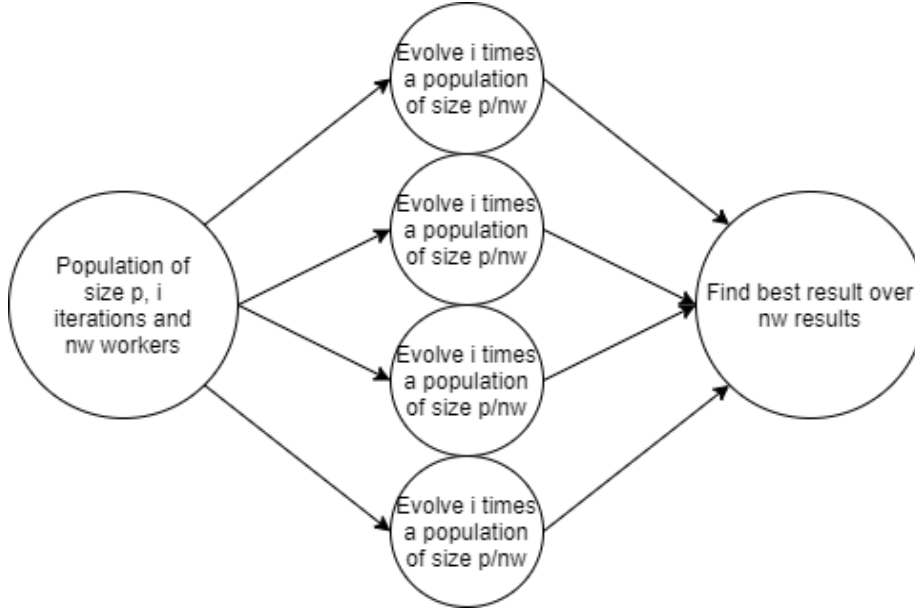 Evolve i times
a population
of size p/nw
Evolve i times
a population
of size p/nw
Population of
size p, i
iterations and
nw workers
Find best result over
nw results
Evolve i times
a population
of size p/nw
Evolve i times
a population
of size p/nw